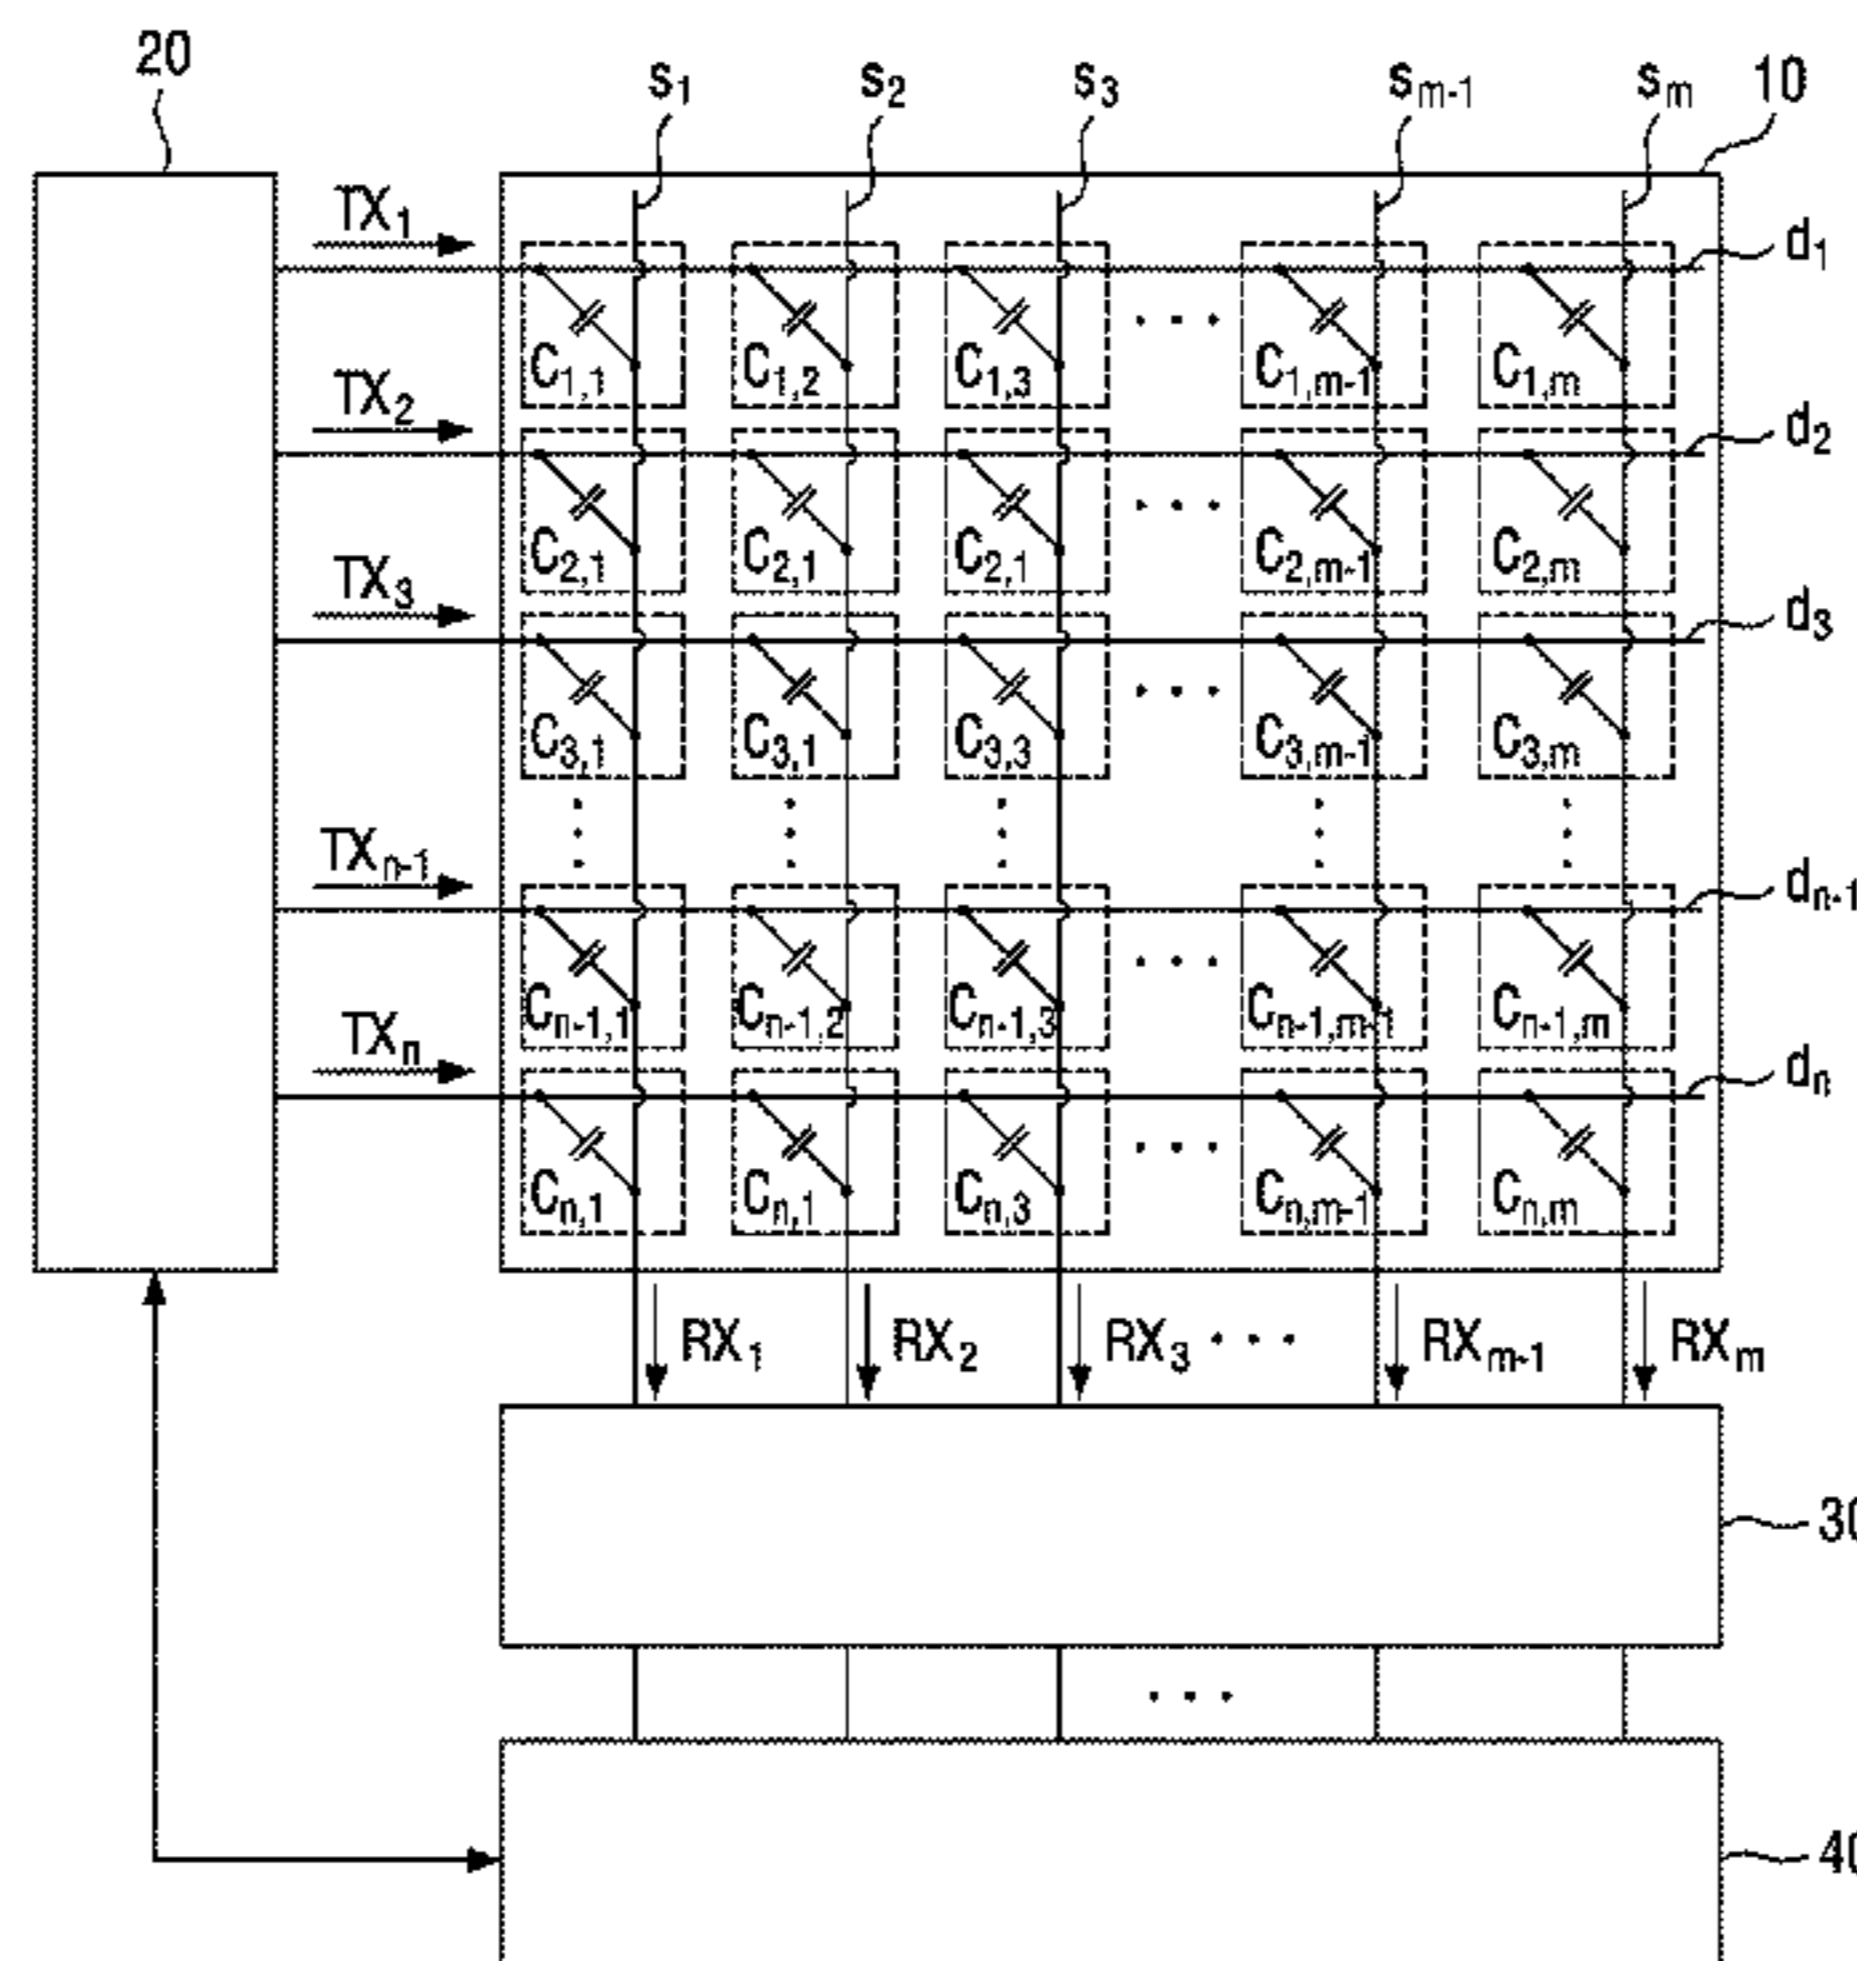 20 s1 s2 s3 sm-1 sm 10
TX1 d1
C1,1 C1,2 C1,3 ... C1,m-1 C1,m
TX2 d2
C2,1 C2,1 C2,1 ... C2,m-1 C2,m
TX3 d3
C3,1 C3,1 C3,3 ... C3,m-1 C3,m
TXn-1 dn-1
Cn-1,1 Cn-1,2 Cn-1,3 ... Cn-1,m-1 Cn-1,m
TXn dn
Cn,1 Cn,1 Cn,3 ... Cn,m-1 Cn,m
RX1 RX2 RX3 ... RXm-1 RXm
30
...
40